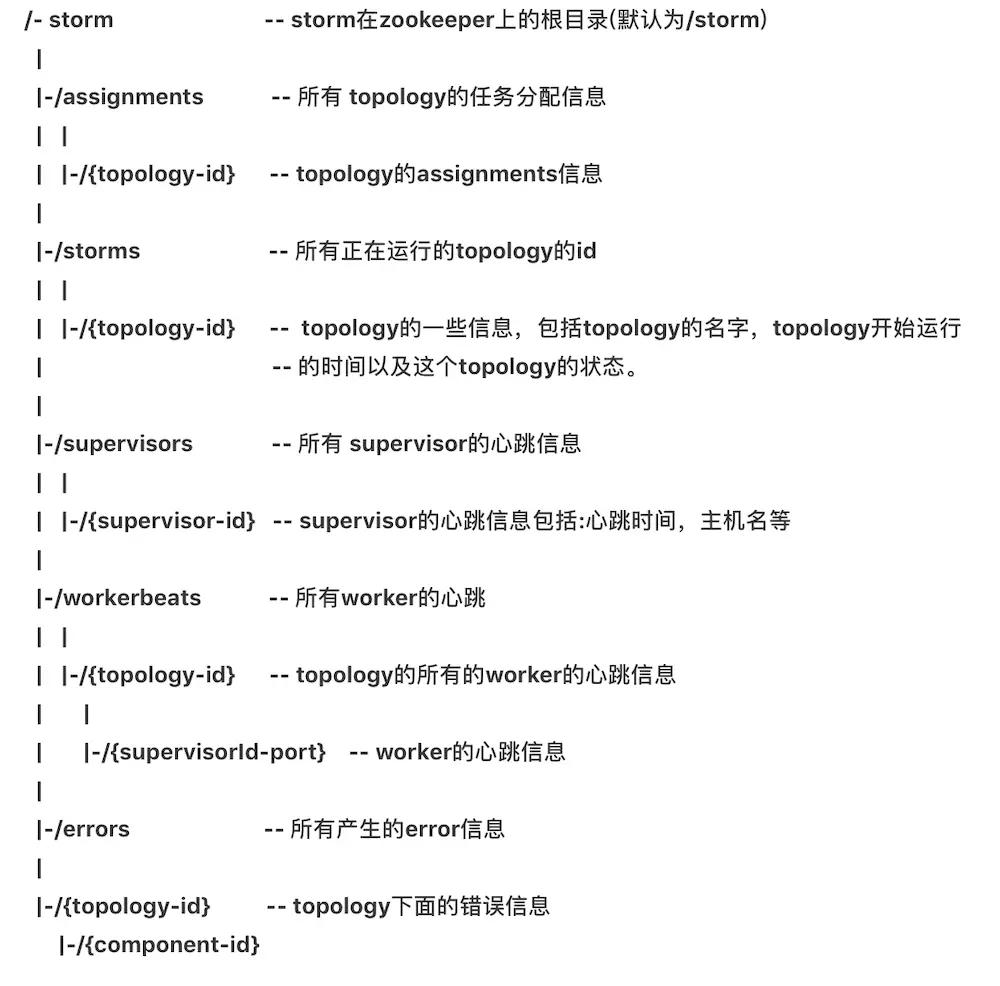 /- storm -- storm在zookeeper上的根目录(默认为/storm)
|
|-/assignments -- 所有 topology的任务分配信息
| |
| |-/{topology-id} -- topology的assignments信息
|
|-/storms -- 所有正在运行的topology的id
| |
| |-/{topology-id} -- topology的一些信息，包括topology的名字，topology开始运行
| -- 的时间以及这个topology的状态。
|
|-/supervisors -- 所有 supervisor的心跳信息
| |
| |-/{supervisor-id} -- supervisor的心跳信息包括:心跳时间，主机名等
|
|-/workerbeats -- 所有worker的心跳
| |
| |-/{topology-id} -- topology的所有的worker的心跳信息
| |
| |-/{supervisorId-port} -- worker的心跳信息
|
|-/errors -- 所有产生的error信息
|
|-/{topology-id} -- topology下面的错误信息
|-/{component-id}